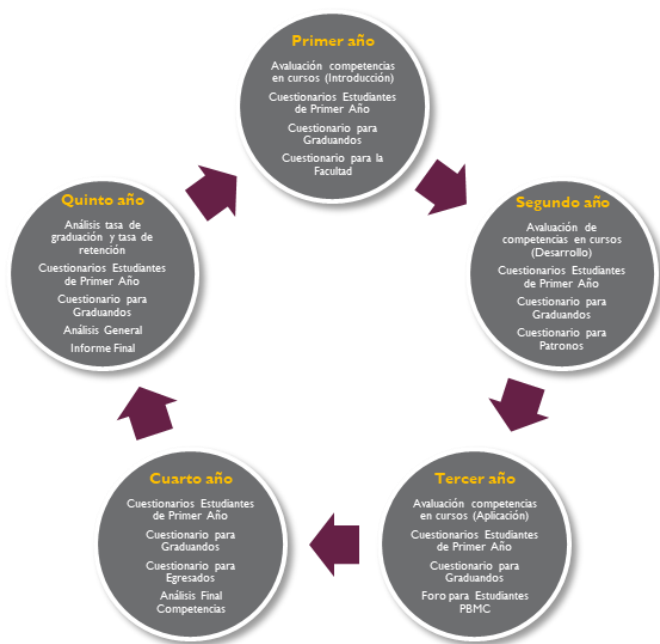 Primer año
Avaluación competencias
en cursos (Introducción)
Cuestionarios Estudiantes
de Primer Año
Cuestionario para
Graduandos
Cuestionario para la
Facultad
Segundo año
Avaluación de
competencias en cursos
(Desarrollo)
Cuestionarios Estudiantes
de Primer Año
Cuestionario para
Graduandos
Cuestionario para
Patronos
Tercer año
Avaluación competencias
en cursos (Aplicación)
Cuestionarios Estudiantes
de Primer Año
Cuestionario para
Graduandos
Foro para Estudiantes
PBMC
Cuarto año
Cuestionarios Estudiantes
de Primer Año
Cuestionario para
Graduandos
Cuestionario para
Egresados
Análisis Final
Competencias
Quinto año
Análisis tasa de
graduación y tasa de
retención
Cuestionarios Estudiantes
de Primer Año
Cuestionario para
Graduandos
Análisis General
Informe Final